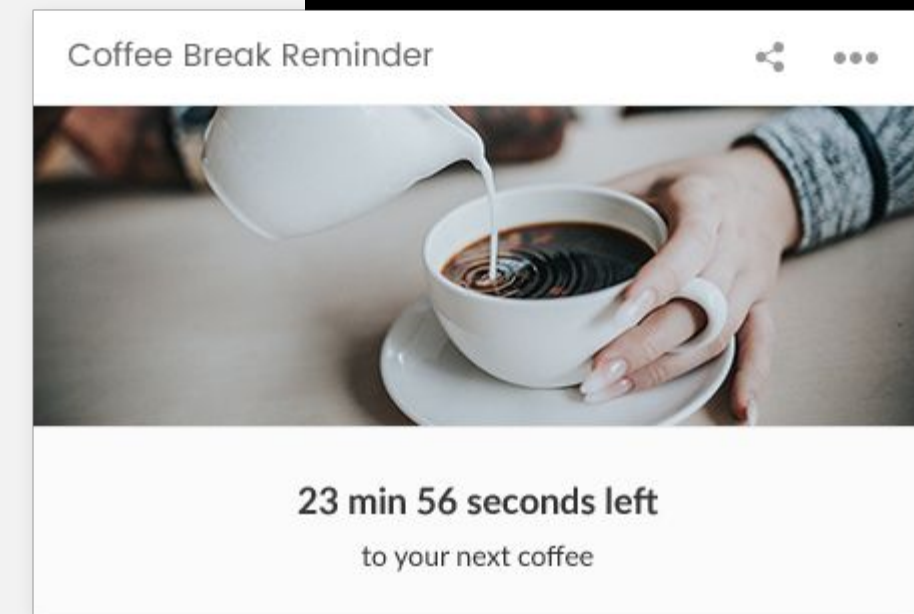 Coffee Break Reminder
23 min 56 seconds left
to your next coffee